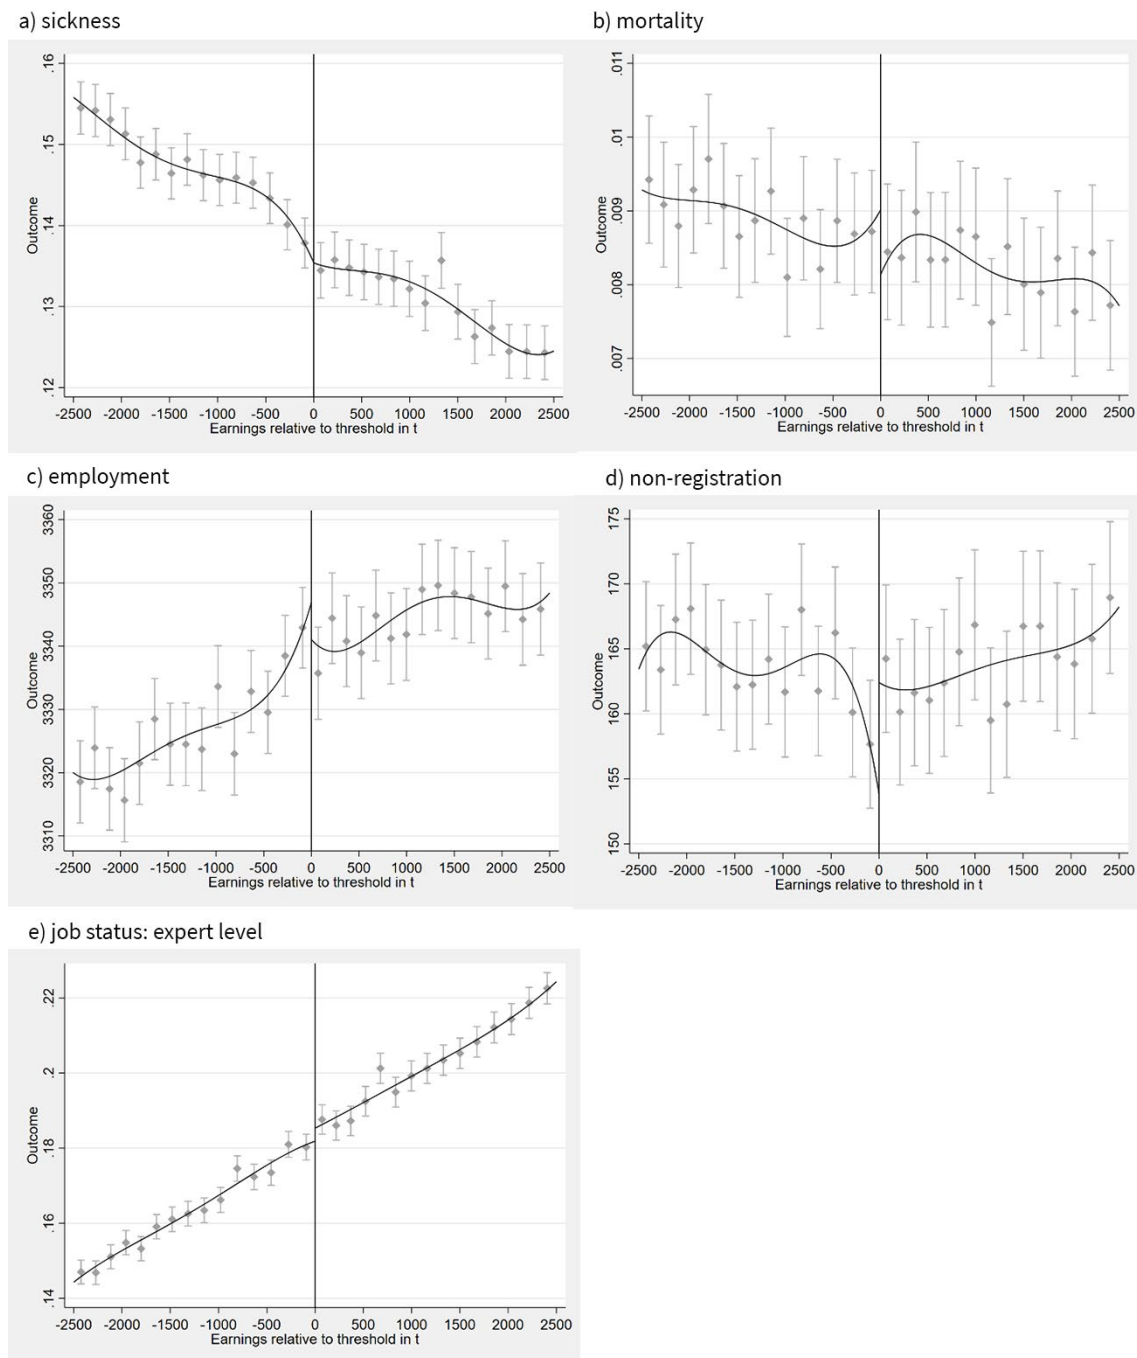 a) sickness
.16
.15
.14
.13
.12
Outcome
-2500 -2000 -1500 -1000 -500 0 500 1000 1500 2000 2500
Earnings relative to threshold in t
b) mortality
.011
.01
.009
.008
.007
Outcome
-2500 -2000 -1500 -1000 -500 0 500 1000 1500 2000 2500
Earnings relative to threshold in t
c) employment
3360
3350
3340
3330
3320
3310
Outcome
-2500 -2000 -1500 -1000 -500 0 500 1000 1500 2000 2500
Earnings relative to threshold in t
d) non-registration
175
170
165
160
155
150
Outcome
-2500 -2000 -1500 -1000 -500 0 500 1000 1500 2000 2500
Earnings relative to threshold in t
e) job status: expert level
.22
.2
.18
.16
.14
Outcome
-2500 -2000 -1500 -1000 -500 0 500 1000 1500 2000 2500
Earnings relative to threshold in t